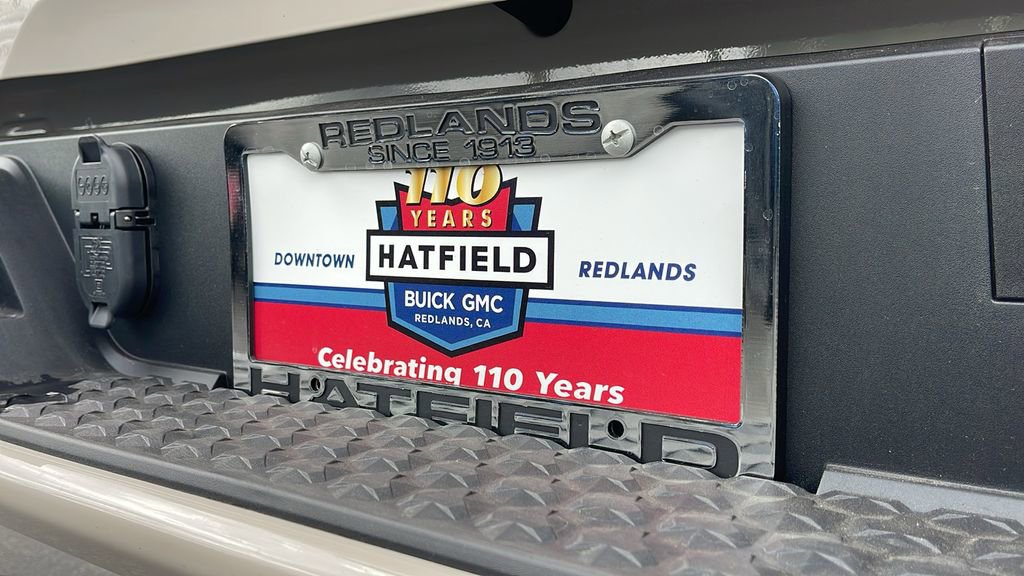 REDLANDS
SINCE 1913
110
YEARS
DOWNTOWN HATFIELD REDLANDS
BUICK GMC
REDLANDS, CA
Celebrating 110 Years
HATFIELD